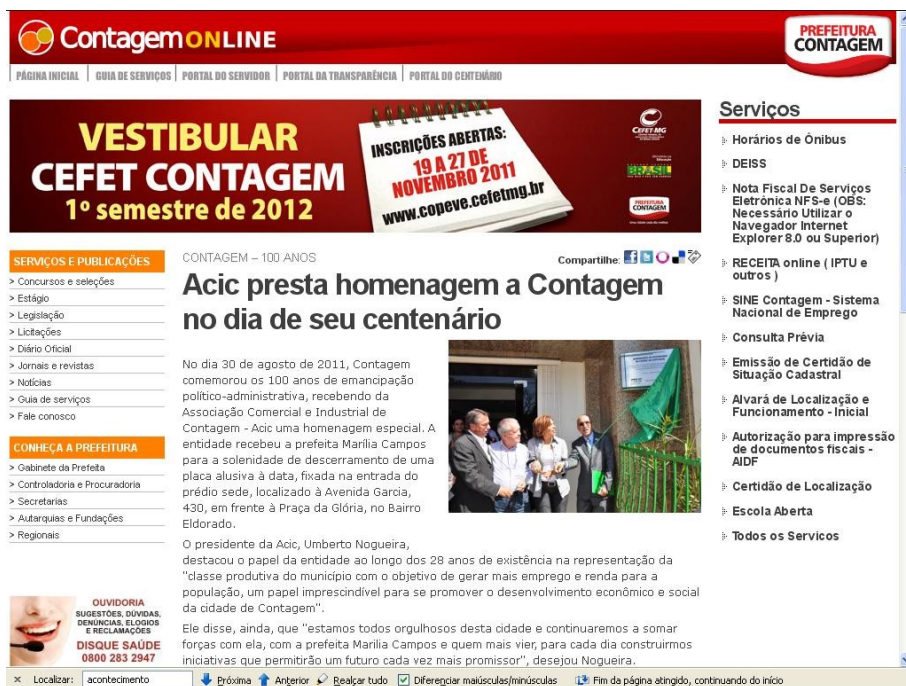 Contagem ONLINE
PREFEITURA
CONTAGEM
PÁGINA INICIAL | GUIA DE SERVIÇOS | PORTAL DO SERVIDOR | PORTAL DA TRANSPARÊNCIA | PORTAL DO CENTENÁRIO
VESTIBULAR
CEFET CONTAGEM
1º semestre de 2012
INSCRIÇÕES ABERTAS:
19 A 27 DE
NOVEMBRO 2011
www.copeve.cefetmg.br
CEFET-MG
BRASIL
PREFEITURA
CONTAGEM
SERVIÇOS E PUBLICAÇÕES
> Concursos e seleções
> Estágio
> Legislação
> Licitações
> Diário Oficial
> Jornais e revistas
> Notícias
> Guia de serviços
> Fale conosco
CONHEÇA A PREFEITURA
> Gabinete da Prefeita
> Controladoria e Procuradoria
> Secretarias
> Autarquias e Fundações
> Regionais
OUVIDORIA
SUGESTÕES, DÚVIDAS,
DENÚNCIAS, ELOGIOS
E RECLAMAÇÕES
DISQUE SAÚDE
0800 283 2947
CONTAGEM – 100 ANOS
Compartilhe:
Acic presta homenagem a Contagem
no dia de seu centenário
No dia 30 de agosto de 2011, Contagem
comemorou os 100 anos de emancipação
político-administrativa, recebendo da
Associação Comercial e Industrial de
Contagem - Acic uma homenagem especial. A
entidade recebeu a prefeita Marília Campos
para a solenidade de descerramento de uma
placa alusiva à data, fixada na entrada do
prédio sede, localizado à Avenida Garcia,
430, em frente à Praça da Glória, no Bairro
Eldorado.
O presidente da Acic, Umberto Nogueira,
destacou o papel da entidade ao longo dos 28 anos de existência na representação da
"classe produtiva do município com o objetivo de gerar mais emprego e renda para a
população, um papel imprescindível para se promover o desenvolvimento econômico e social
da cidade de Contagem".
Ele disse, ainda, que "estamos todos orgulhosos desta cidade e continuaremos a somar
forças com ela, com a prefeita Marilia Campos e quem mais vier, para cada dia construirmos
iniciativas que permitirão um futuro cada vez mais promissor", desejou Nogueira.
Serviços
Horários de Ônibus
DEISS
Nota Fiscal De Serviços
Eletrônica NFS-e (OBS:
Necessário Utilizar o
Navegador Internet
Explorer 8.0 ou Superior)
RECEITA online ( IPTU e
outros )
SINE Contagem - Sistema
Nacional de Emprego
Consulta Prévia
Emissão de Certidão de
Situação Cadastral
Alvará de Localização e
Funcionamento - Inicial
Autorização para impressão
de documentos fiscais -
AIDF
Certidão de Localização
Escola Aberta
Todos os Servicos
× Localizar: acontecimento Próxima Anterior Realçar tudo Diferenciar maiúsculas/minúsculas Fim da página atingido, continuando do início